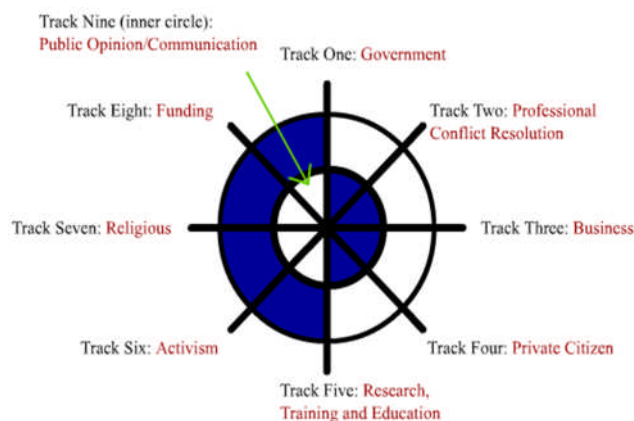 Track Nine (inner circle):
Public Opinion/Communication
Track One: Government
Track Eight: Funding
Track Two: Professional
Conflict Resolution
Track Seven: Religious
Track Three: Business
Track Six: Activism
Track Four: Private Citizen
Track Five: Research,
Training and Education